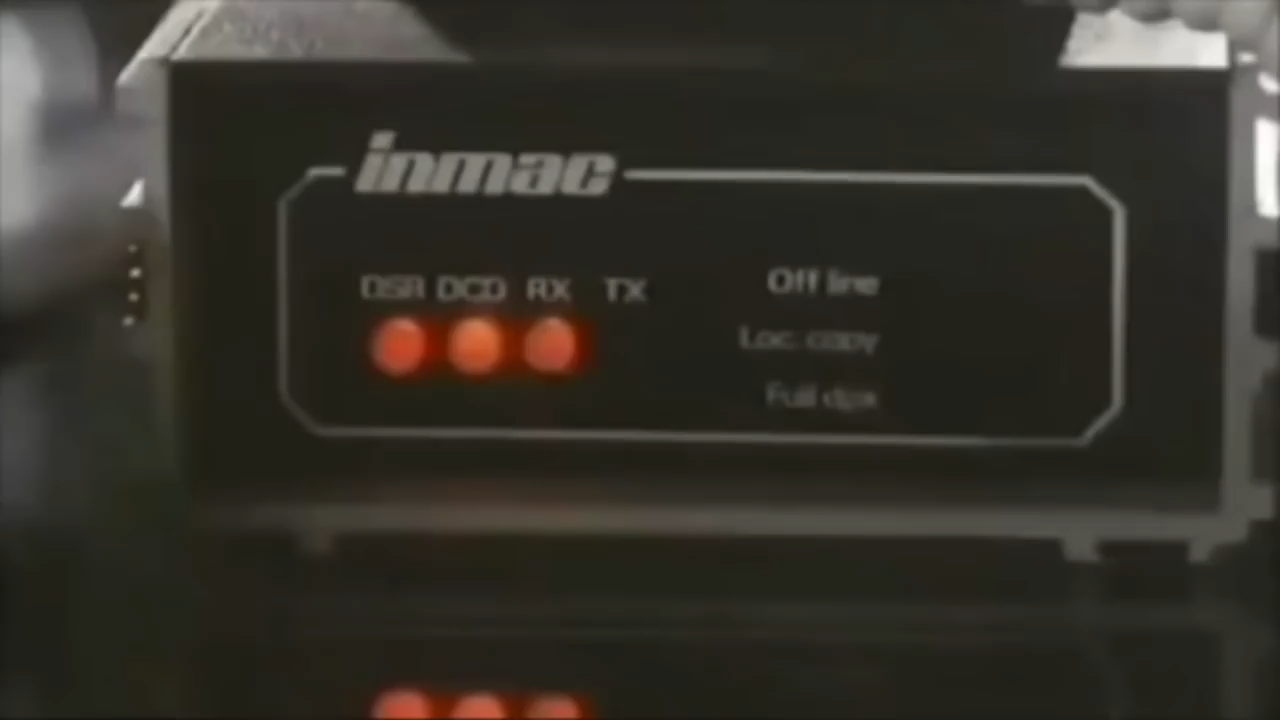 inmac
DSR DCD RX TX
Off line
Loc. copy
Full dpx